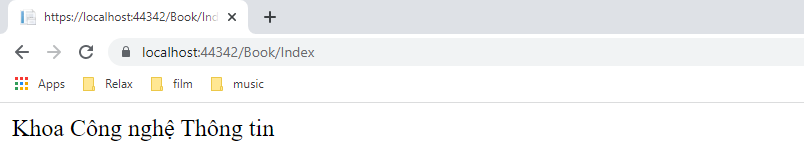 https://localhost:44342/Book/Ind
localhost:44342/Book/Index
Apps Relax film music
Khoa Công nghệ Thông tin